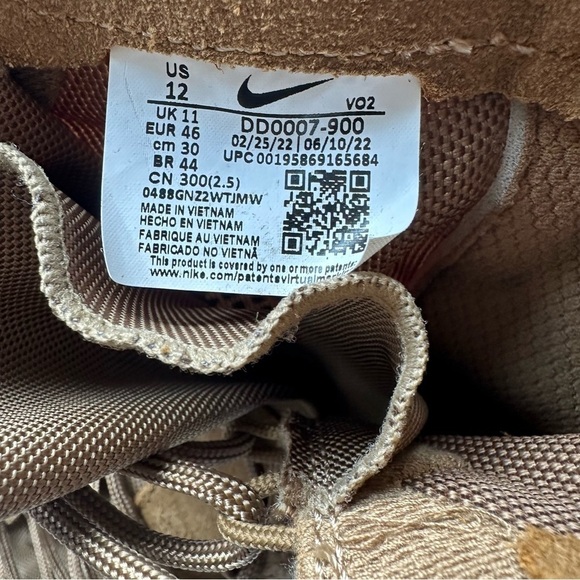 US
12
VO2
UK 11
DD0007-900
EUR 46
02/25/22 | 06/10/22
cm 30
UPC 00195869165684
BR 44
CN 300(2.5)
0488GNZ2WTJMW
MADE IN VIETNAM
HECHO EN VIETNAM
FABRIQUE AU VIETNAM
FABRICADO NO VIETNÃ
This product is covered by one or more
www.nike.com/patents